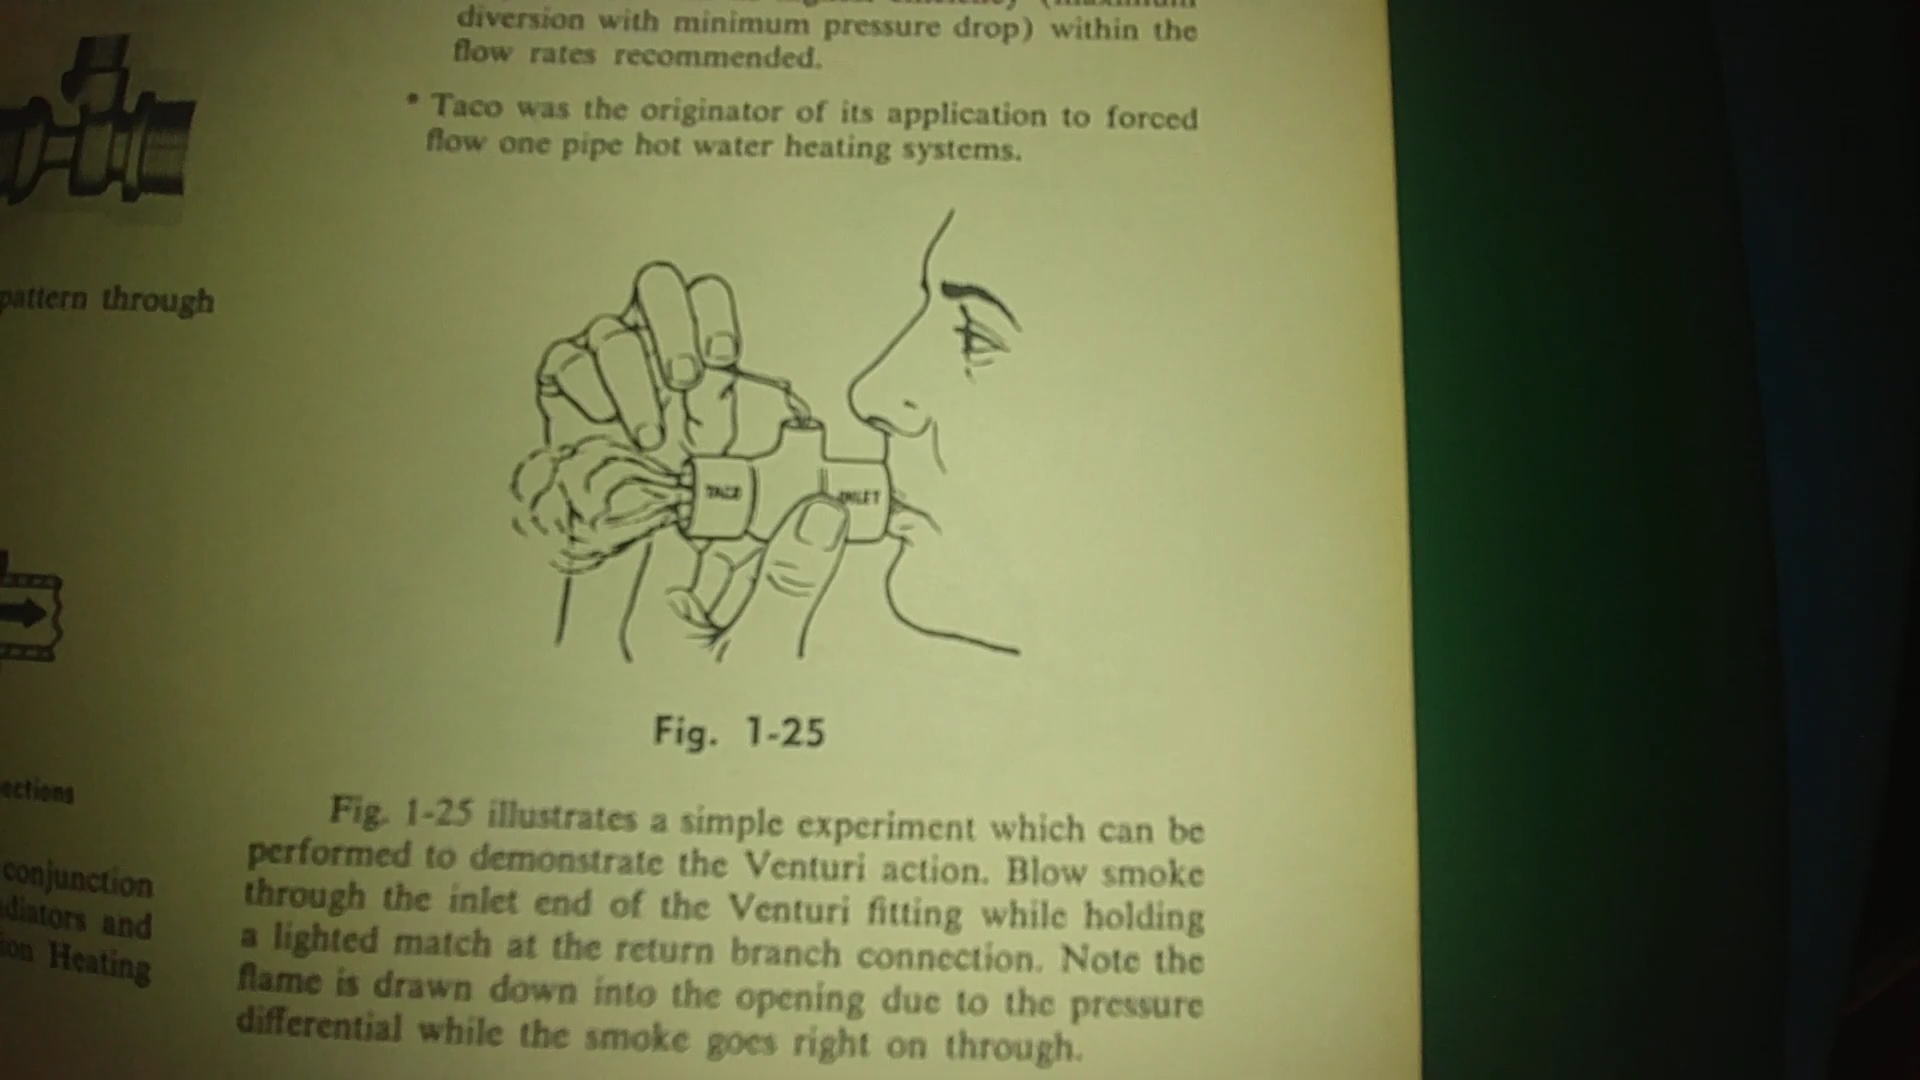 diversion with minimum pressure drop) within the
flow rates recommended.
* Taco was the originator of its application to forced
flow one pipe hot water heating systems.
pattern through
TACO
INLET
Fig. 1-25
ections
conjunction
adiators and
ion Heating
Fig. 1-25 illustrates a simple experiment which can be
performed to demonstrate the Venturi action. Blow smoke
through the inlet end of the Venturi fitting while holding
a lighted match at the return branch connection. Note the
flame is drawn down into the opening due to the pressure
differential while the smoke goes right on through.